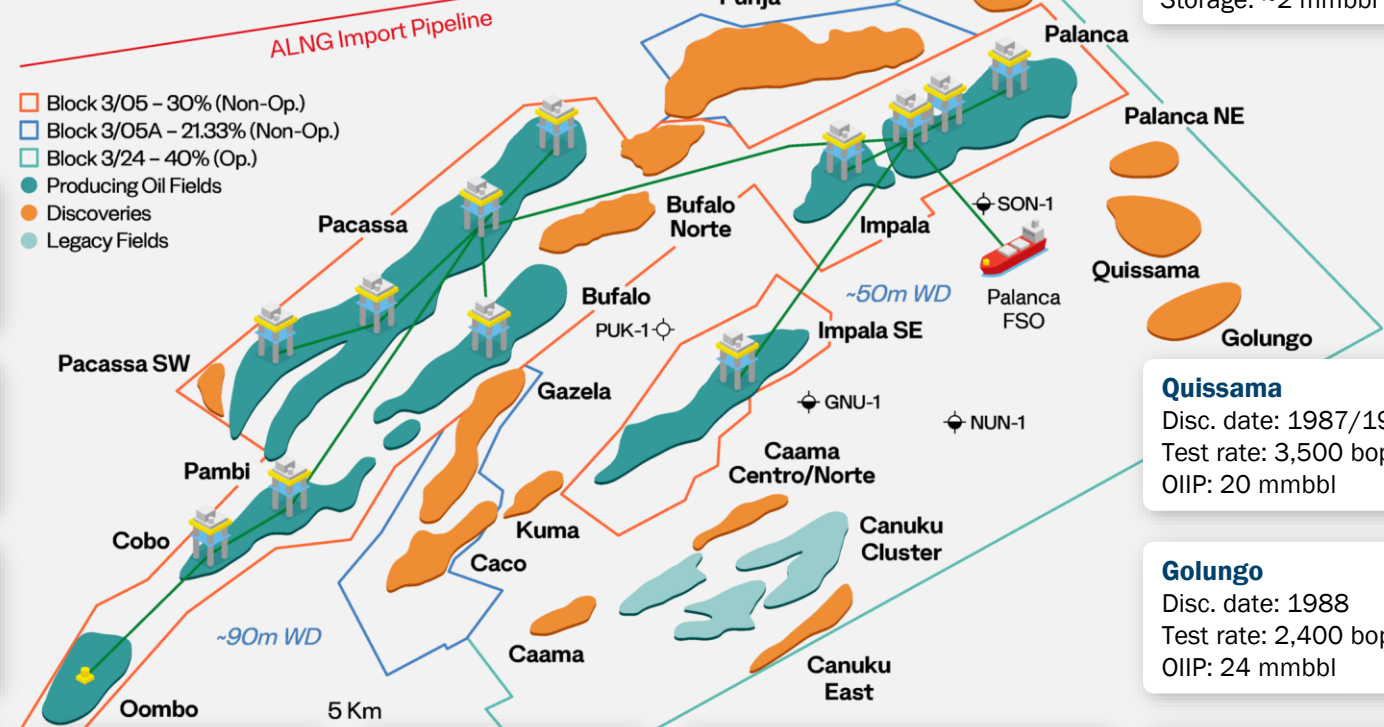 Punja
Storage: ~2 mmbbl
ALNG Import Pipeline
Palanca
Block 3/05 – 30% (Non-Op.)
Block 3/05A – 21.33% (Non-Op.)
Block 3/24 – 40% (Op.)
Producing Oil Fields
Discoveries
Legacy Fields
Palanca NE
Pacassa
Bufalo
Norte
Impala
SON-1
Quissama
Bufalo
PUK-1
~50m WD
Palanca
FSO
Impala SE
Golungo
Pacassa SW
Gazela
GNU-1
NUN-1
Quissama
Disc. date: 1987/19
Test rate: 3,500 bop
OIIP: 20 mmbbl
Caama
Centro/Norte
Pambi
Kuma
Cobo
Caco
Canuku
Cluster
Golungo
Disc. date: 1988
Test rate: 2,400 bop
OIIP: 24 mmbbl
~90m WD
Caama
Canuku
East
Oombo
5 Km